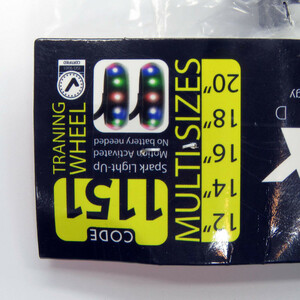 TRANING
WHEEL
Spark Light-Up
Motion Activated
No battery needed
CODE
1151
MULTI SIZES
12" 14" 16" 18" 20"